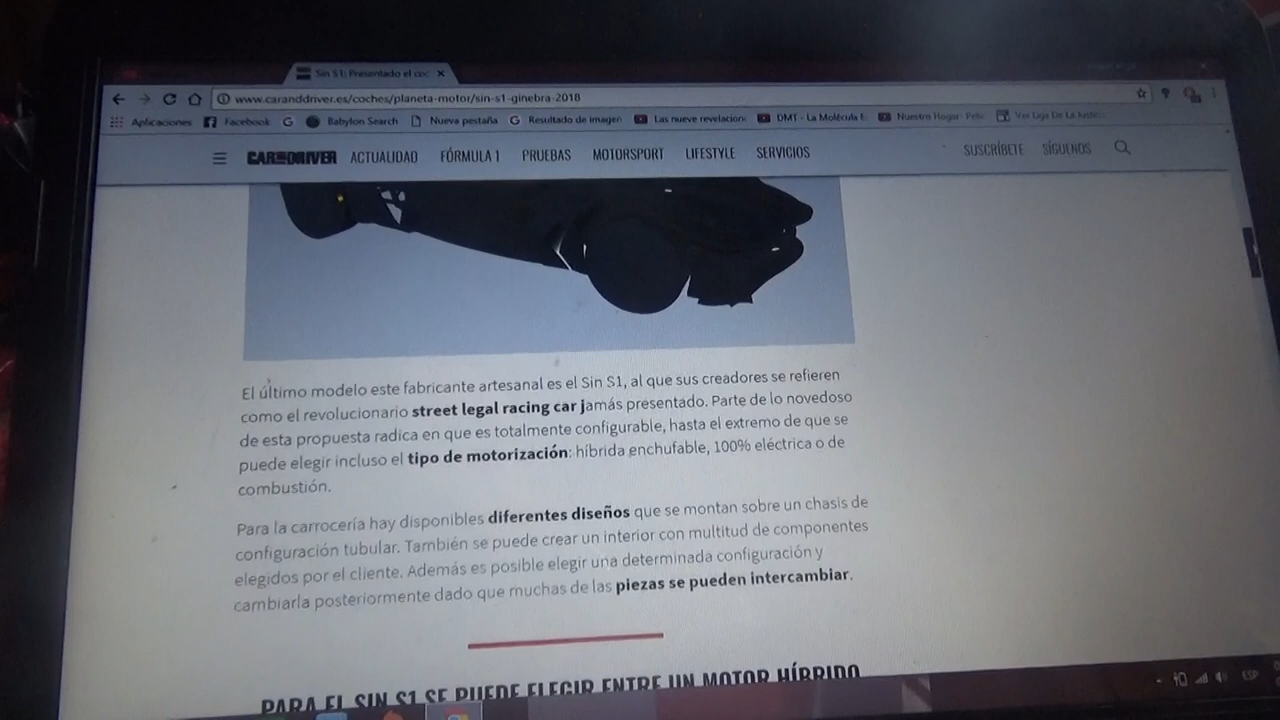 Sin S1: Presentado el coc
www.caranddriver.es/coches/planeta-motor/sin-s1-ginebra-2018
Aplicaciones Facebook Babylon Search Nueva pestaña Resultado de imagen Las nueve revelacion DMT - La Molécula Nuestro Hogar- Ver Liga De La Justic
CAR AND DRIVER ACTUALIDAD FÓRMULA 1 PRUEBAS MOTORSPORT LIFESTYLE SERVICIOS SUSCRÍBETE SÍGUENOS
El último modelo este fabricante artesanal es el Sin S1, al que sus creadores se refieren
como el revolucionario street legal racing car jamás presentado. Parte de lo novedoso
de esta propuesta radica en que es totalmente configurable, hasta el extremo de que se
puede elegir incluso el tipo de motorización: híbrida enchufable, 100% eléctrica o de
combustión.
Para la carrocería hay disponibles diferentes diseños que se montan sobre un chasis de
configuración tubular. También se puede crear un interior con multitud de componentes
elegidos por el cliente. Además es posible elegir una determinada configuración y
cambiarla posteriormente dado que muchas de las piezas se pueden intercambiar.
PARA EL SIN S1 SE PUEDE ELEGIR ENTRE UN MOTOR HÍBRIDO
ESP